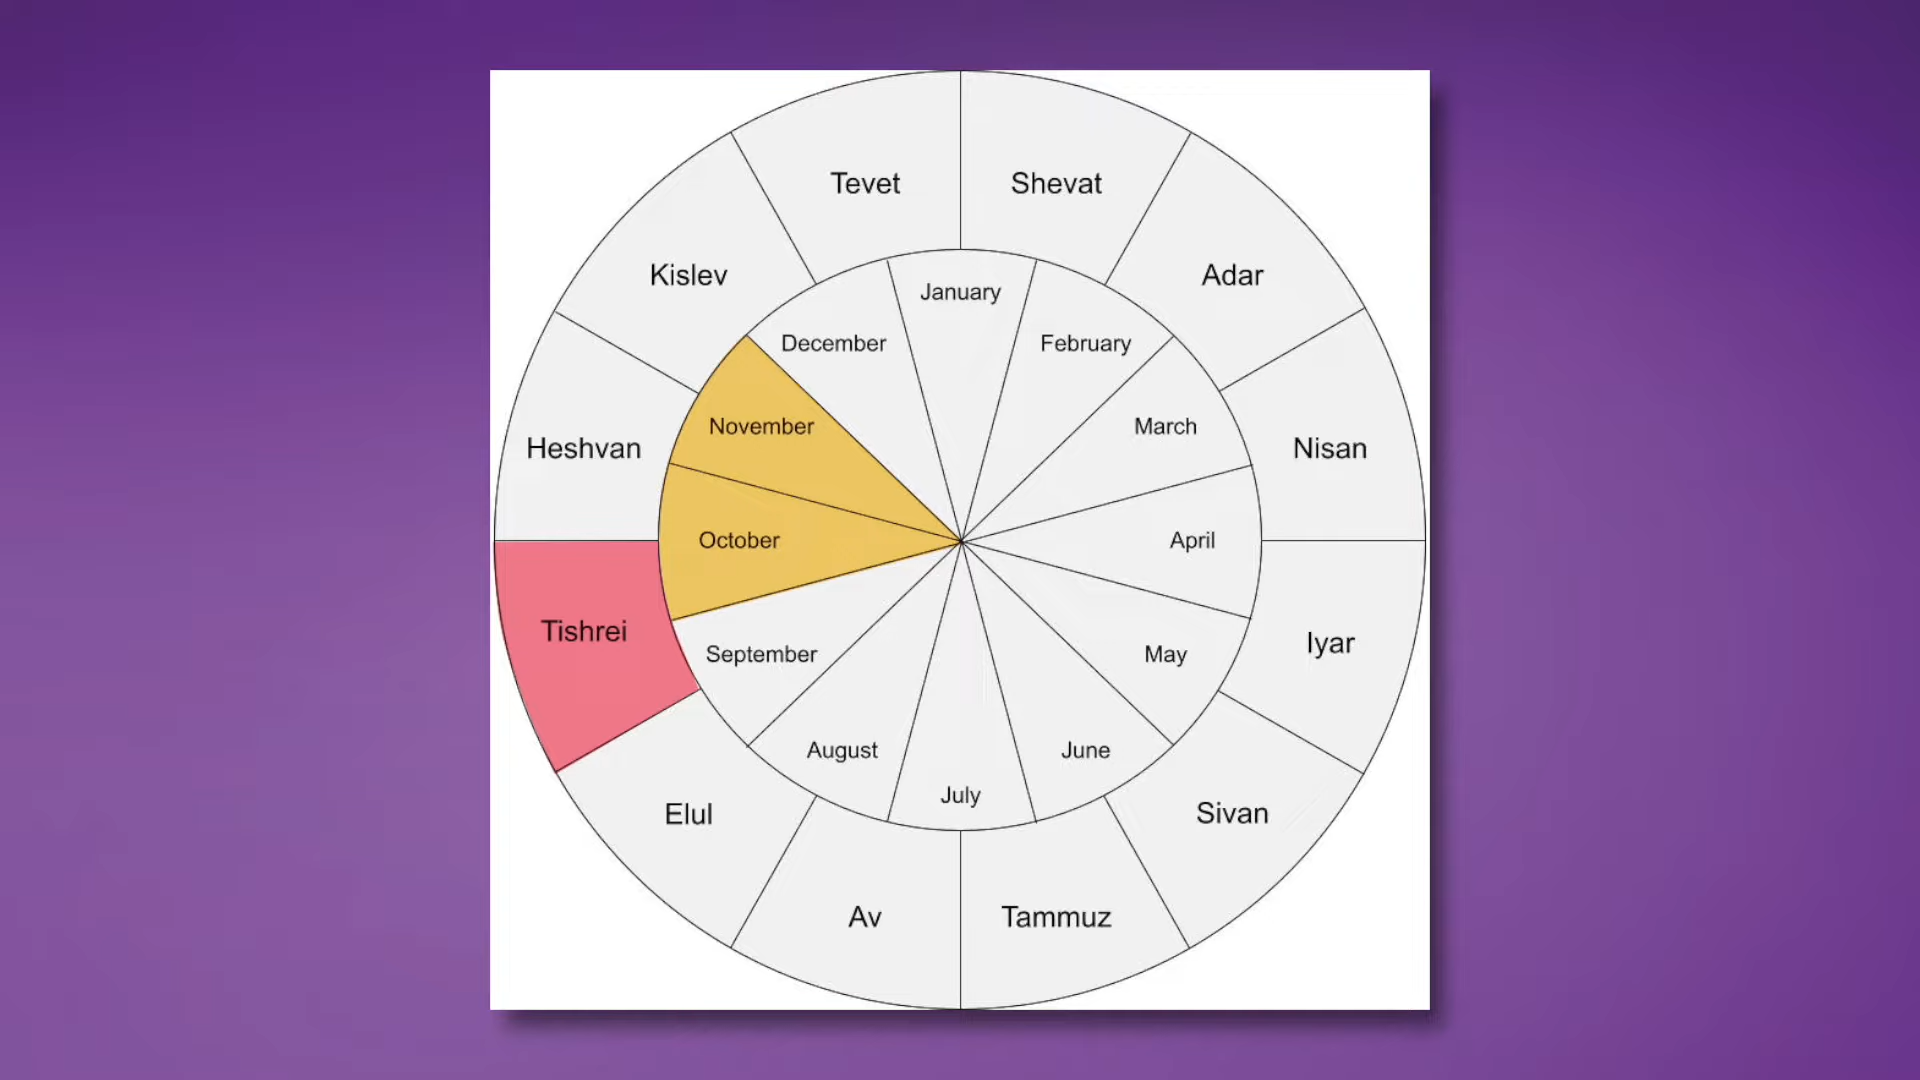 Tevet
Shevat
Adar
Nisan
Iyar
Sivan
Tammuz
Av
Elul
Tishrei
Heshvan
Kislev
January
February
March
April
May
June
July
August
September
October
November
December